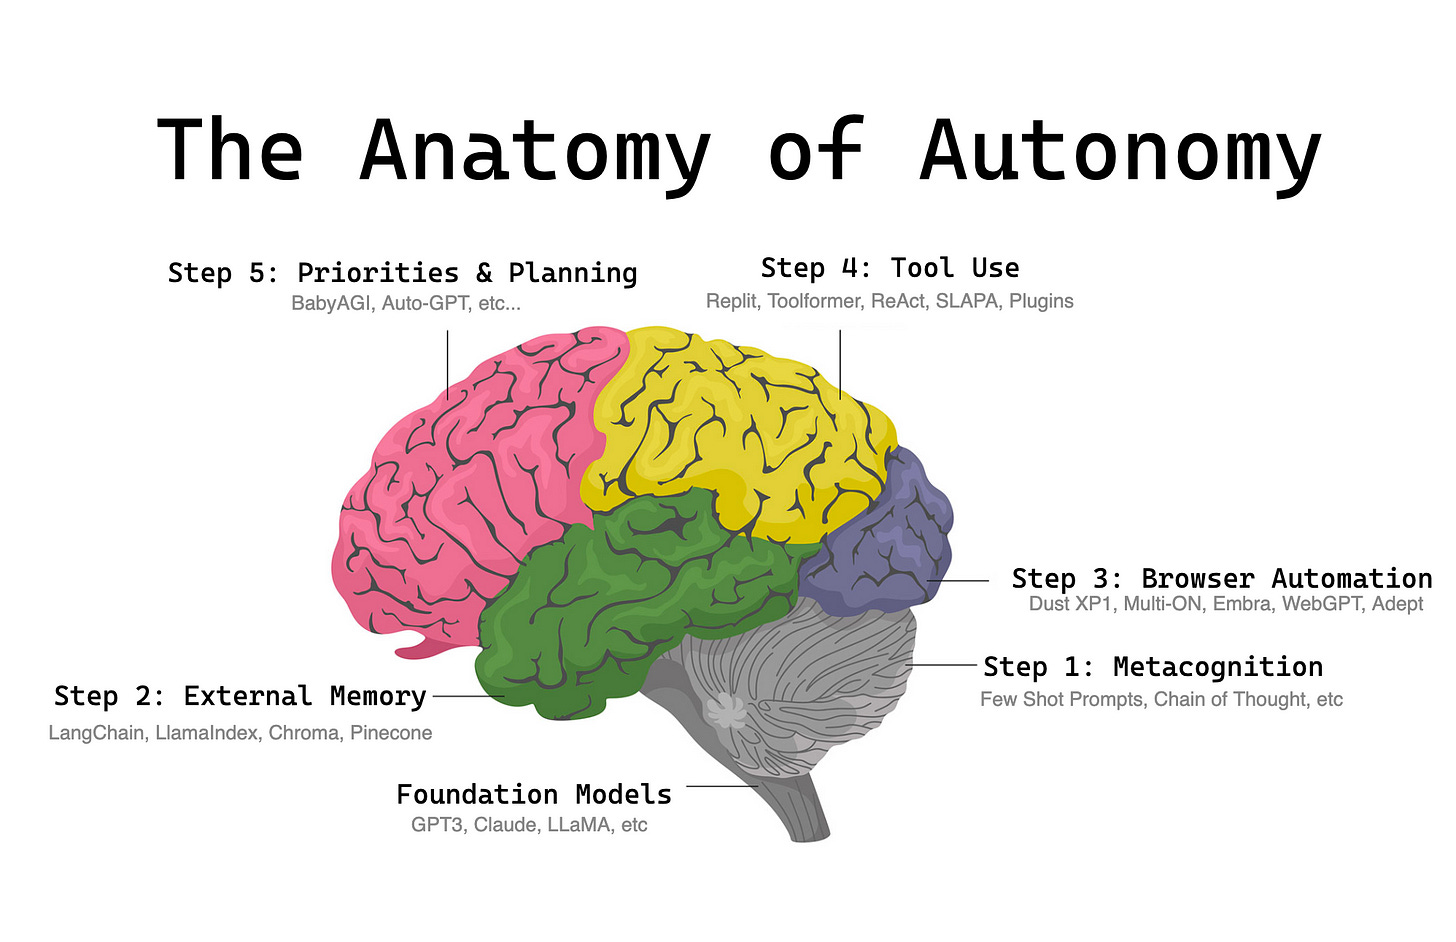 The Anatomy of Autonomy
Step 5: Priorities & Planning
BabyAGI, Auto-GPT, etc...
Step 4: Tool Use
Replit, Toolformer, ReAct, SLAPA, Plugins
Step 3: Browser Automation
Dust XP1, Multi-ON, Embra, WebGPT, Adept
Step 1: Metacognition
Few Shot Prompts, Chain of Thought, etc
Step 2: External Memory
LangChain, LlamaIndex, Chroma, Pinecone
Foundation Models
GPT3, Claude, LLaMA, etc